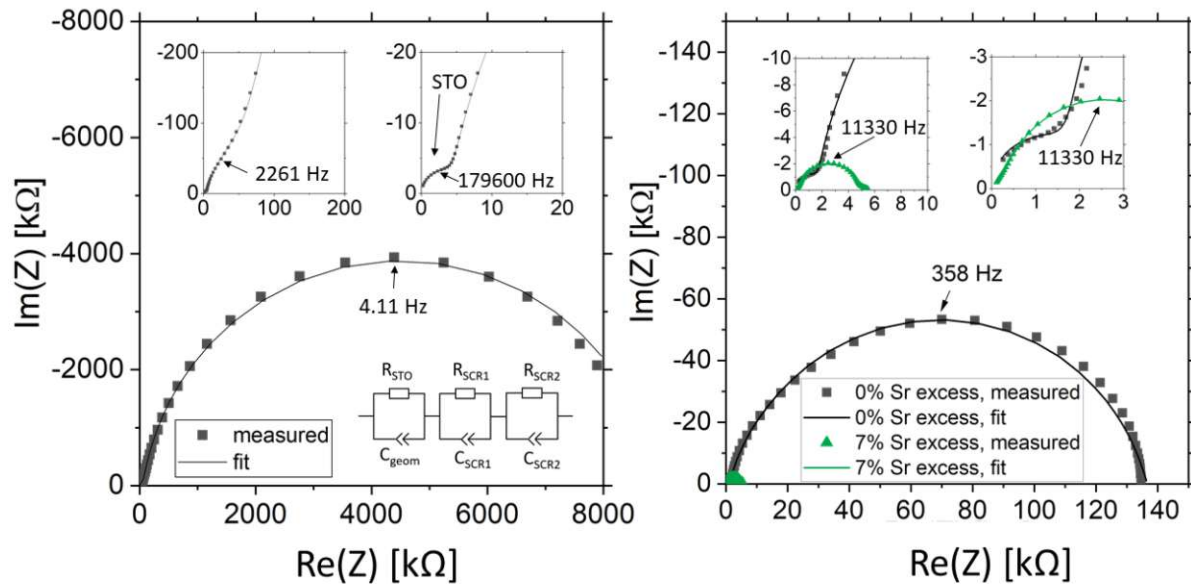 Im(Z) [kΩ]
-8000
-6000
-4000
-2000
0
-200
-100
0
0 100 200
2261 Hz
-20
-10
0
0 10 20
STO
179600 Hz
4.11 Hz
R_STO R_SCR1 R_SCR2
C_geom C_SCR1 C_SCR2
measured
fit
0 2000 4000 6000 8000
Re(Z) [kΩ]
Im(Z) [kΩ]
-140
-120
-100
-80
-60
-40
-20
0
-10
-8
-6
-4
-2
0
0 2 4 6 8 10
11330 Hz
-3
-2
-1
0
0 1 2 3
11330 Hz
358 Hz
0% Sr excess, measured
0% Sr excess, fit
7% Sr excess, measured
7% Sr excess, fit
0 20 40 60 80 100 120 140
Re(Z) [kΩ]